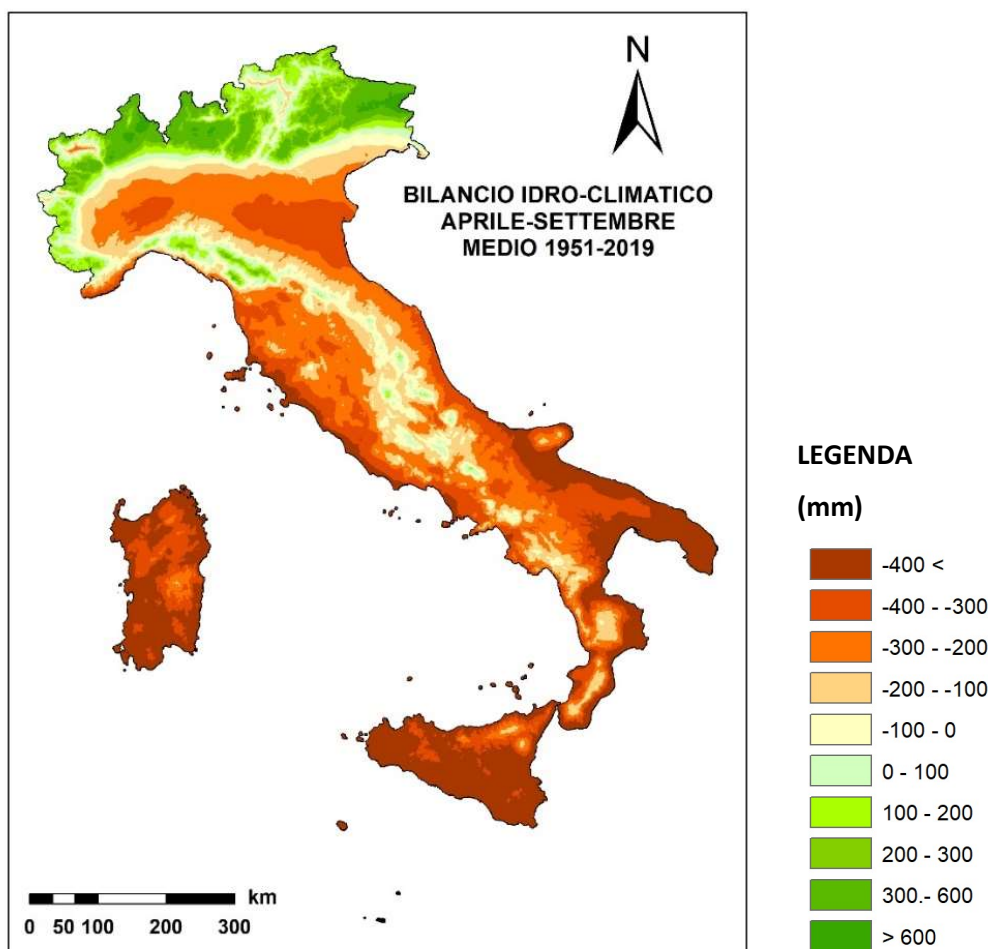 N
BILANCIO IDRO-CLIMATICO
APRILE-SETTEMBRE
MEDIO 1951-2019
LEGENDA
(mm)
-400 <
-400 - -300
-300 - -200
-200 - -100
-100 - 0
0 - 100
100 - 200
200 - 300
300.- 600
> 600
km
0 50 100 200 300